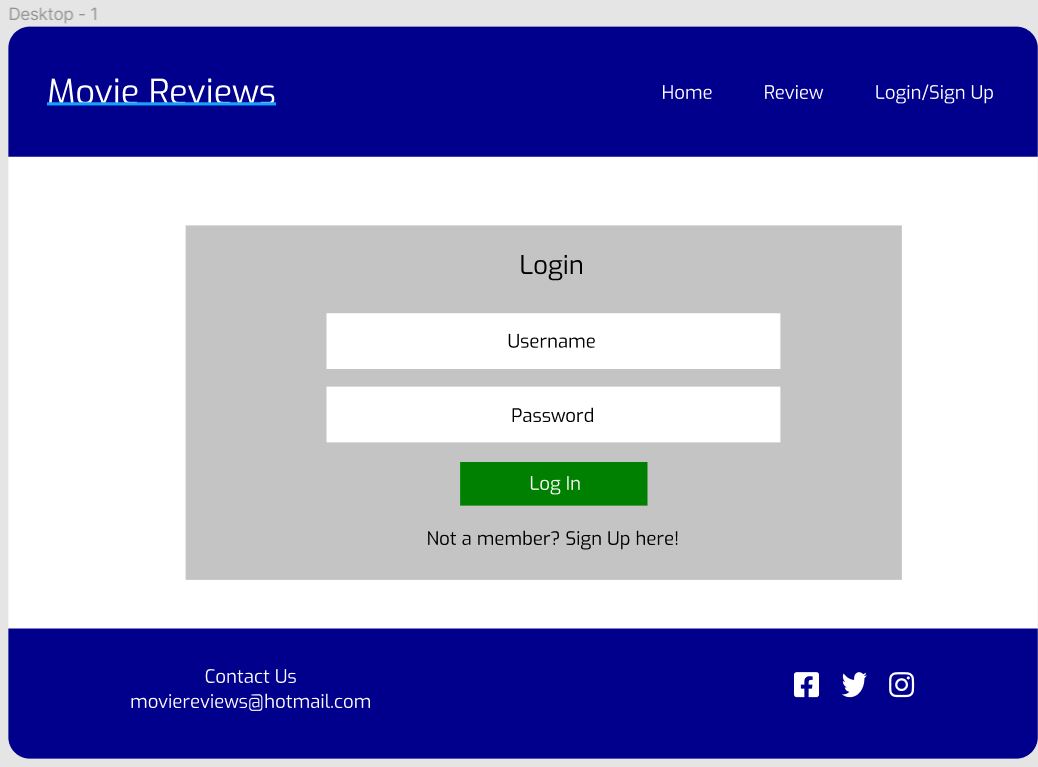 Desktop - 1
Movie Reviews
Home Review Login/Sign Up
Login
Username
Password
Log In
Not a member? Sign Up here!
Contact Us
moviereviews@hotmail.com